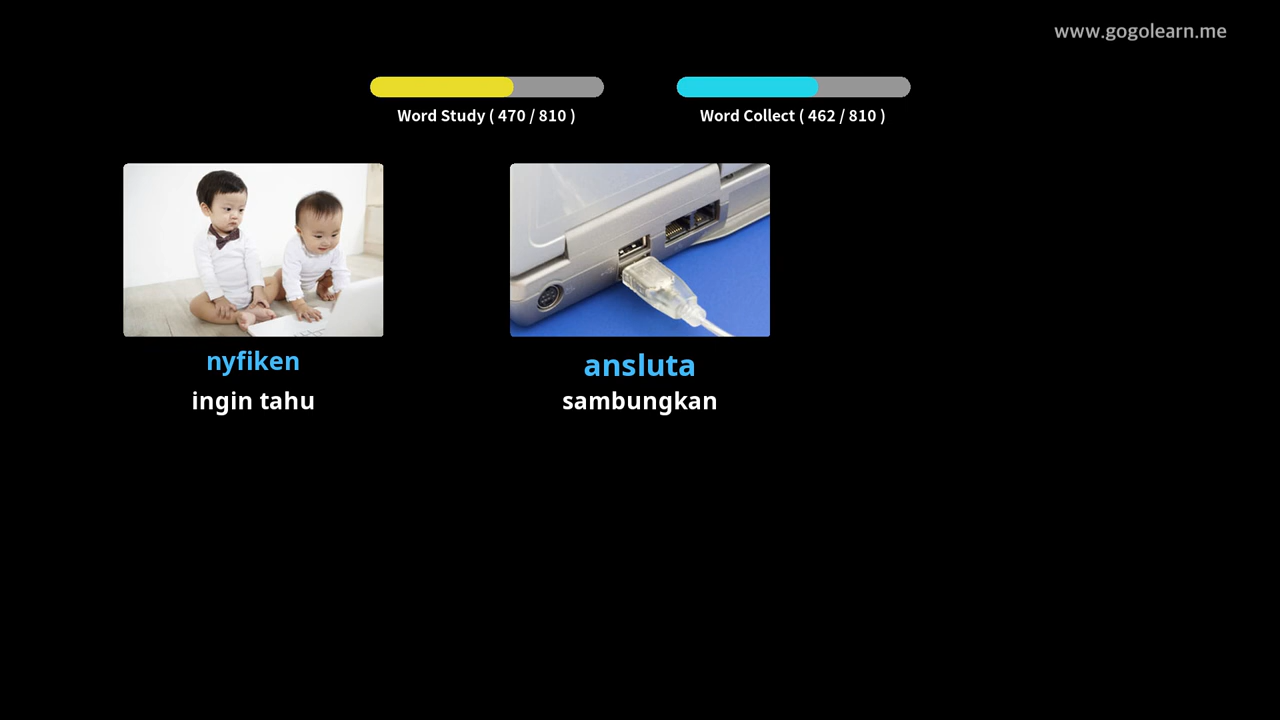 www.gogolearn.me
Word Study ( 470 / 810 )
Word Collect ( 462 / 810 )
nyfiken
ingin tahu
ansluta
sambungkan